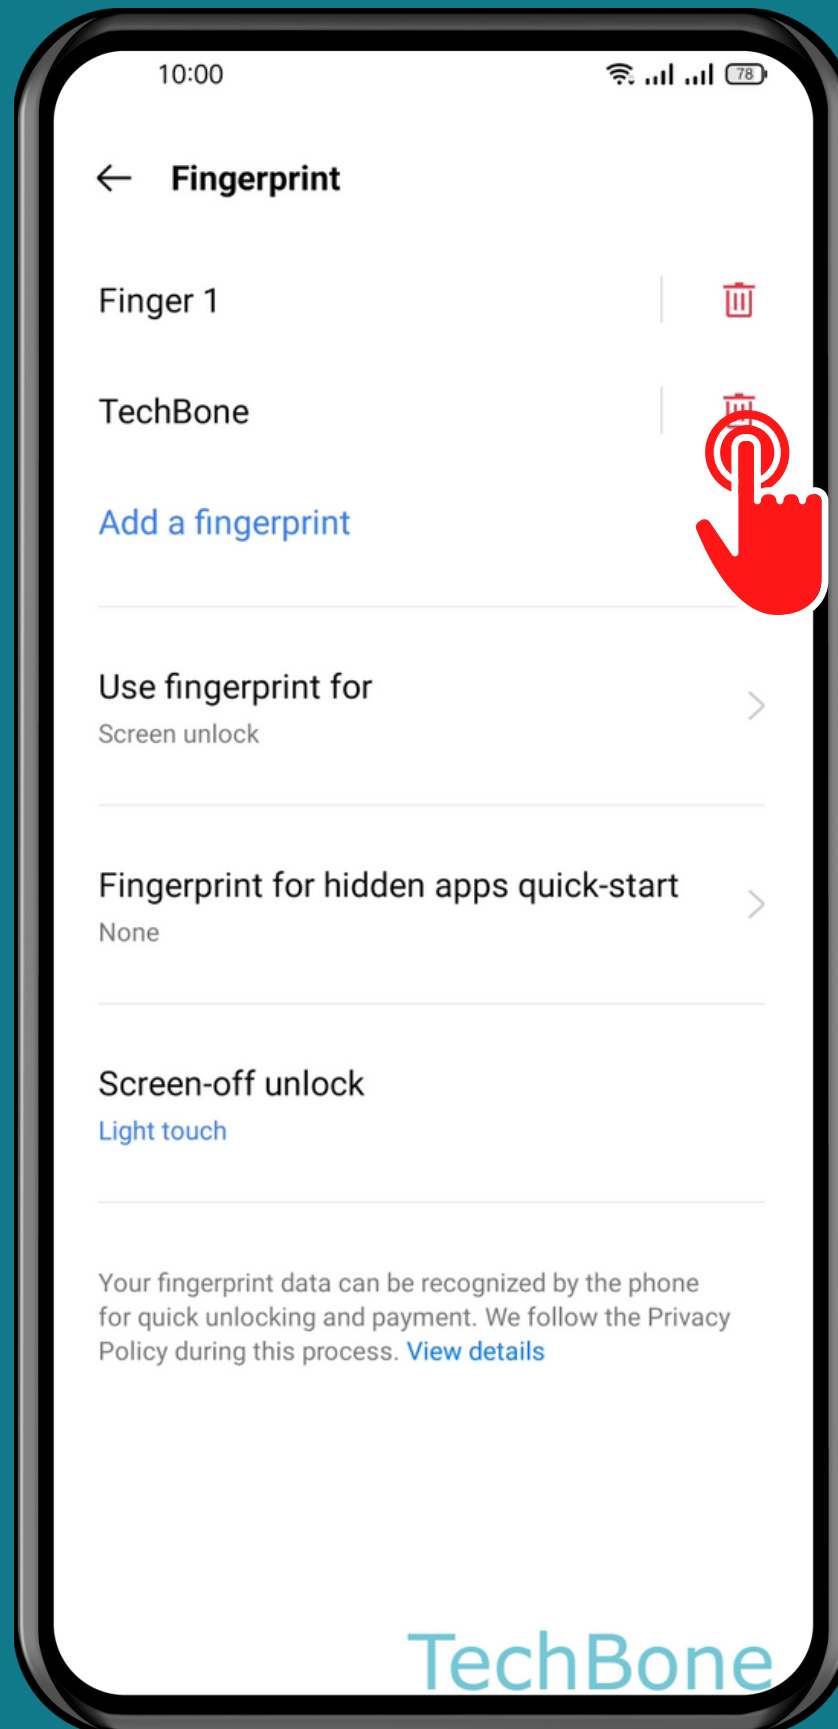 10:00
78
Fingerprint
Finger 1
TechBone
Add a fingerprint
Use fingerprint for
Screen unlock
Fingerprint for hidden apps quick-start
None
Screen-off unlock
Light touch
Your fingerprint data can be recognized by the phone
for quick unlocking and payment. We follow the Privacy
Policy during this process. View details
TechBone